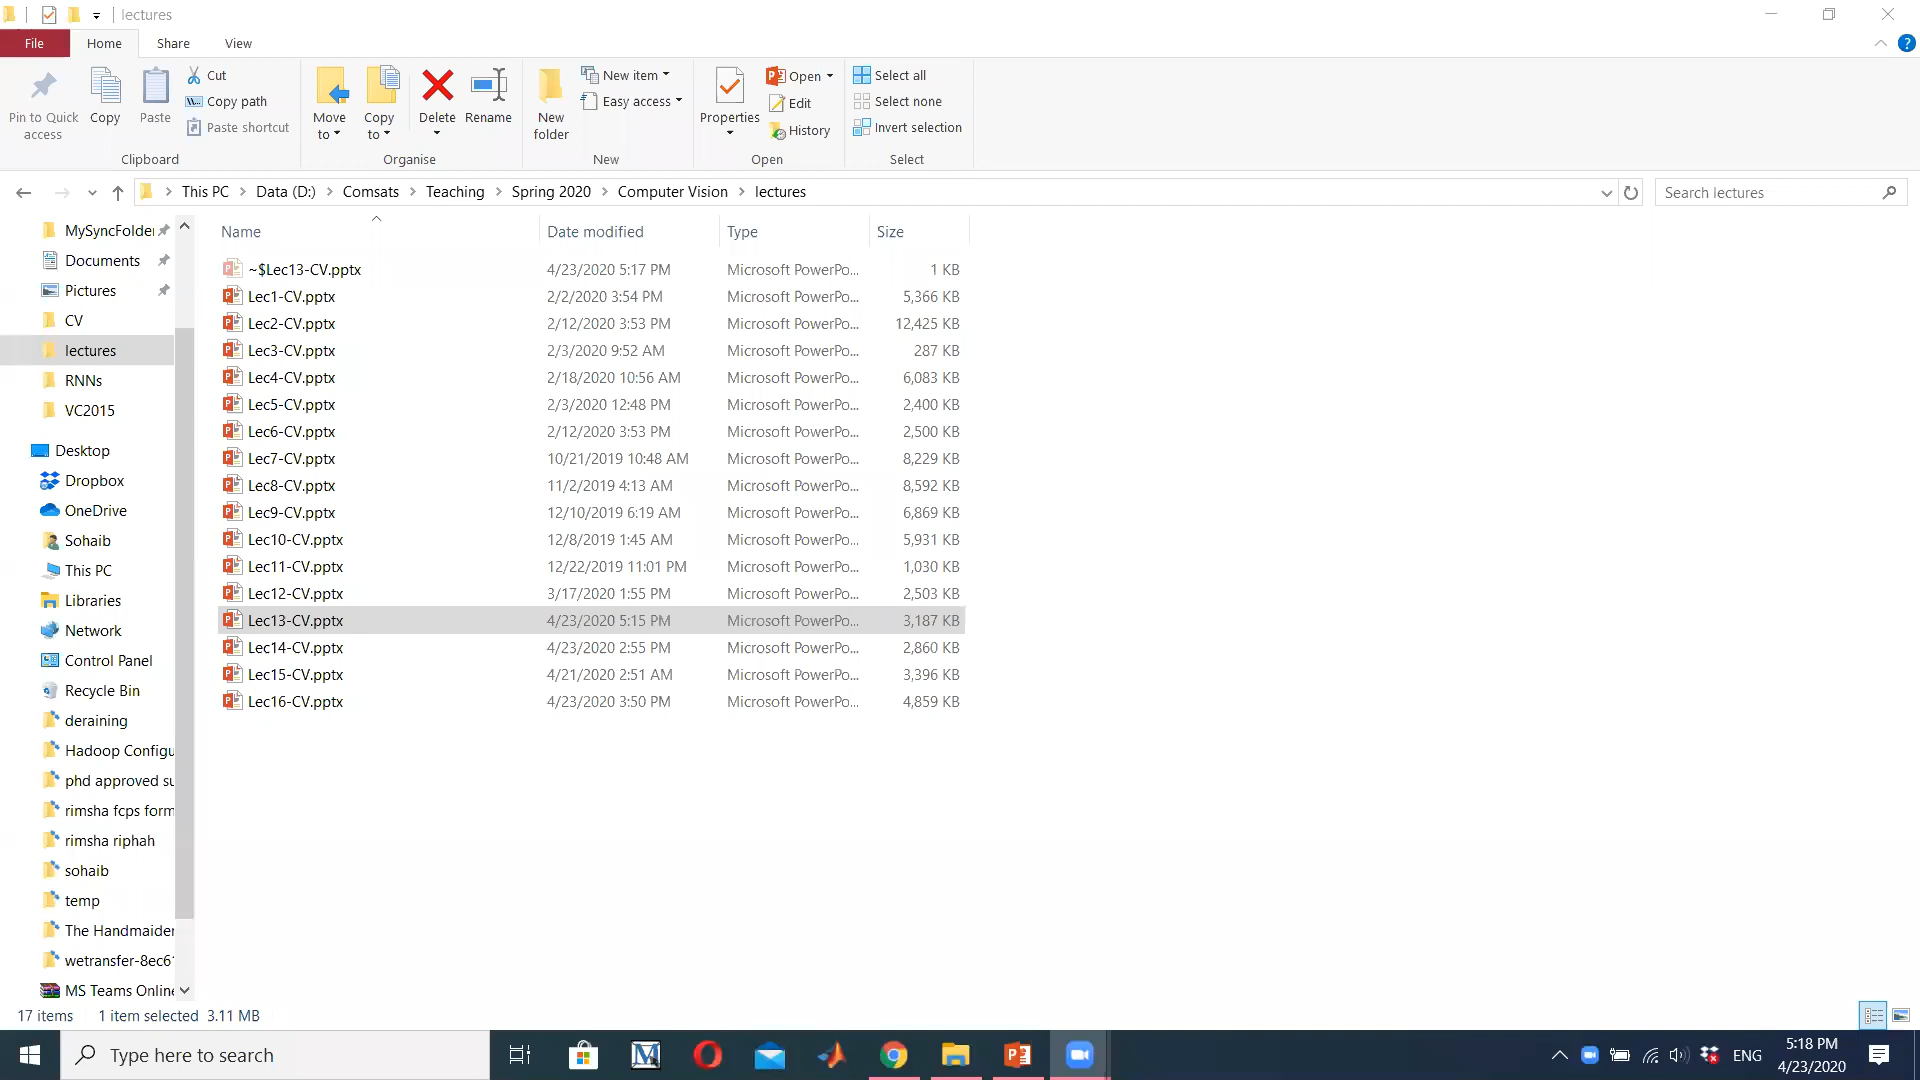 lectures
File Home Share View
Pin to Quick access
Copy
Paste
Cut
Copy path
Paste shortcut
Clipboard
Move to
Copy to
Delete
Rename
Organise
New folder
New item
Easy access
New
Properties
Open
Edit
History
Open
Select all
Select none
Invert selection
Select
This PC > Data (D:) > Comsats > Teaching > Spring 2020 > Computer Vision > lectures
Search lectures
MySyncFolder
Documents
Pictures
CV
lectures
RNNs
VC2015
Desktop
Dropbox
OneDrive
Sohaib
This PC
Libraries
Network
Control Panel
Recycle Bin
deraining
Hadoop Configu
phd approved su
rimsha fcps form
rimsha riphah
sohaib
temp
The Handmaiden
wetransfer-8ec61
MS Teams Online
Name Date modified Type Size
~$Lec13-CV.pptx 4/23/2020 5:17 PM Microsoft PowerPo... 1 KB
Lec1-CV.pptx 2/2/2020 3:54 PM Microsoft PowerPo... 5,366 KB
Lec2-CV.pptx 2/12/2020 3:53 PM Microsoft PowerPo... 12,425 KB
Lec3-CV.pptx 2/3/2020 9:52 AM Microsoft PowerPo... 287 KB
Lec4-CV.pptx 2/18/2020 10:56 AM Microsoft PowerPo... 6,083 KB
Lec5-CV.pptx 2/3/2020 12:48 PM Microsoft PowerPo... 2,400 KB
Lec6-CV.pptx 2/12/2020 3:53 PM Microsoft PowerPo... 2,500 KB
Lec7-CV.pptx 10/21/2019 10:48 AM Microsoft PowerPo... 8,229 KB
Lec8-CV.pptx 11/2/2019 4:13 AM Microsoft PowerPo... 8,592 KB
Lec9-CV.pptx 12/10/2019 6:19 AM Microsoft PowerPo... 6,869 KB
Lec10-CV.pptx 12/8/2019 1:45 AM Microsoft PowerPo... 5,931 KB
Lec11-CV.pptx 12/22/2019 11:01 PM Microsoft PowerPo... 1,030 KB
Lec12-CV.pptx 3/17/2020 1:55 PM Microsoft PowerPo... 2,503 KB
Lec13-CV.pptx 4/23/2020 5:15 PM Microsoft PowerPo... 3,187 KB
Lec14-CV.pptx 4/23/2020 2:55 PM Microsoft PowerPo... 2,860 KB
Lec15-CV.pptx 4/21/2020 2:51 AM Microsoft PowerPo... 3,396 KB
Lec16-CV.pptx 4/23/2020 3:50 PM Microsoft PowerPo... 4,859 KB
17 items 1 item selected 3.11 MB
Type here to search
ENG
5:18 PM
4/23/2020